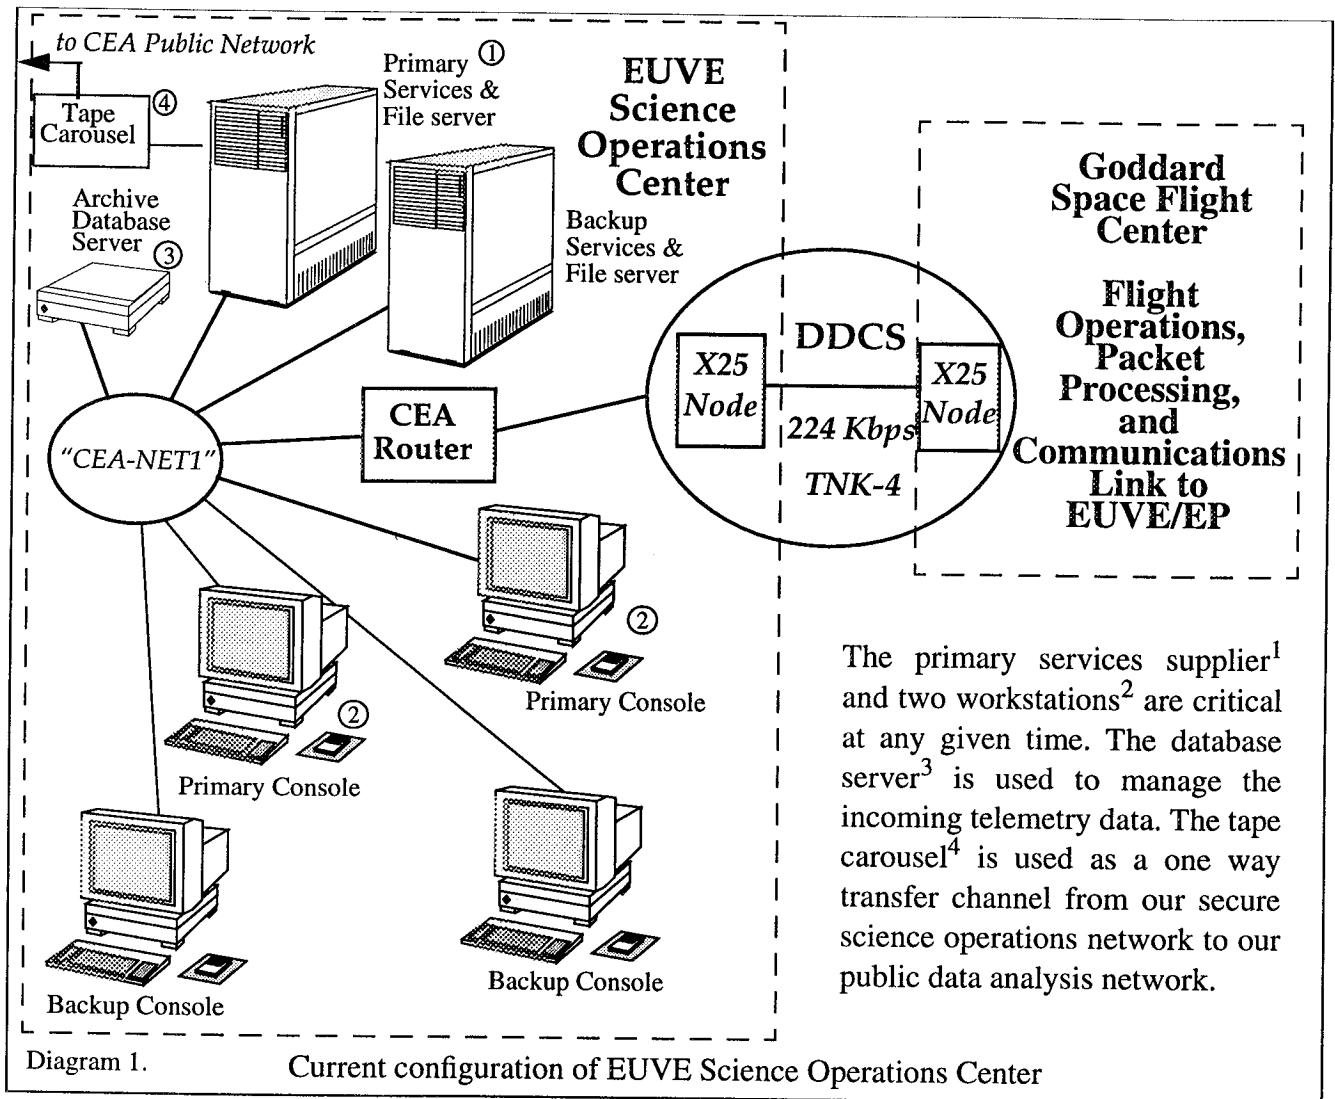 to CEA Public Network
Tape
Carousel
④
Primary ①
Services &
File server
EUVE
Science
Operations
Center
Archive
Database
Server
③
Backup
Services &
File server
Goddard
Space Flight
Center
Flight
Operations,
Packet
Processing,
and
Communications
Link to
EUVE/EP
DDCS
X25
Node
224 Kbps
TNK-4
X25
Node
CEA
Router
"CEA-NET1"
②
Primary Console
②
Primary Console
Backup Console
Backup Console
The primary services supplier1
and two workstations2 are critical
at any given time. The database
server3 is used to manage the
incoming telemetry data. The tape
carousel4 is used as a one way
transfer channel from our secure
science operations network to our
public data analysis network.
Diagram 1.
Current configuration of EUVE Science Operations Center